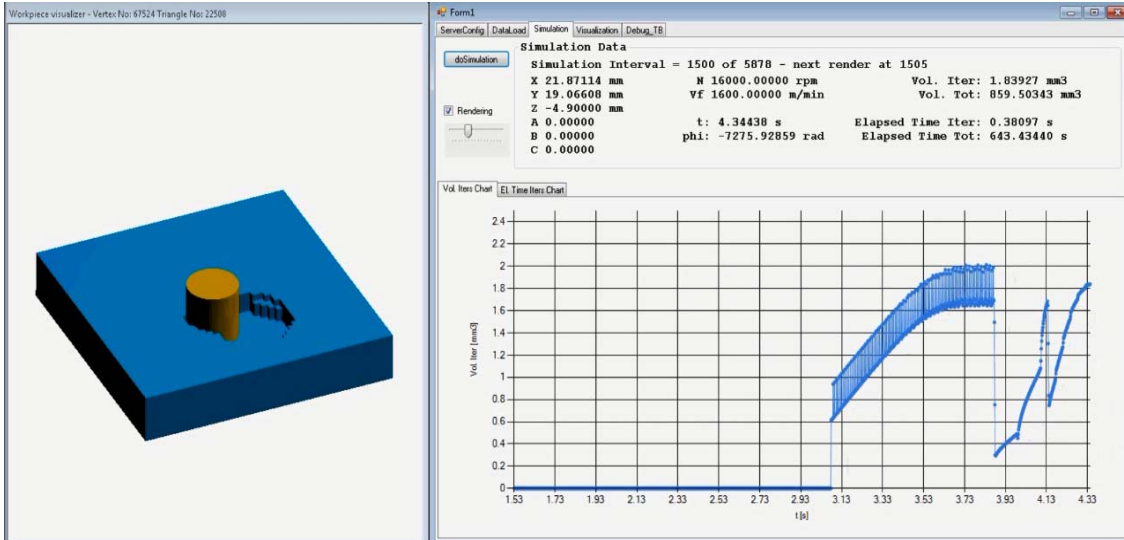 Workpiece visualizer - Vertex No: 67524 Triangle No: 22508
Form1
ServerConfig DataLoad Simulation Visualization Debug_TB
doSimulation
Rendering
Simulation Data
Simulation Interval = 1500 of 5878 - next render at 1505
X 21.87114 mm N 16000.00000 rpm Vol. Iter: 1.83927 mm3
Y 19.06608 mm Vf 1600.00000 m/min Vol. Tot: 859.50343 mm3
Z -4.90000 mm
A 0.00000 t: 4.34438 s Elapsed Time Iter: 0.38097 s
B 0.00000 phi: -7275.92859 rad Elapsed Time Tot: 643.43440 s
C 0.00000
Vol. Iters Chart El. Time Iters Chart
2.4
2.2
2
1.8
1.6
1.4
1.2
1
0.8
0.6
0.4
0.2
0
Vol. Iter [mm3]
1.53 1.73 1.93 2.13 2.33 2.53 2.73 2.93 3.13 3.33 3.53 3.73 3.93 4.13 4.33
t [s]